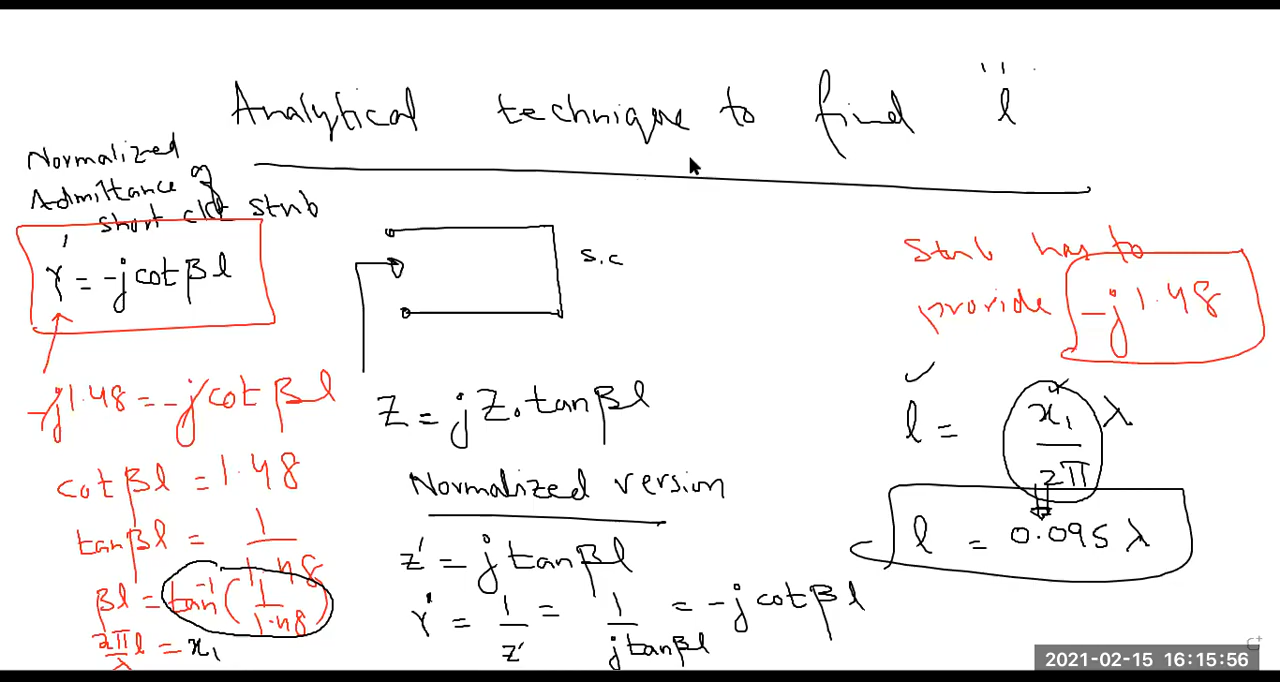 Analytical technique to find "l"
Normalized
Admittance of
short ckt stub
Y' = -j cot βl
-j1.48 = -j cot βl
cot βl = 1.48
tan βl = 1/1.48
βl = tan⁻¹(1/1.48)
2π/λ l = x₁
s.c
Z = j Z₀ tan βl
Normalized version
z' = j tan βl
Y' = 1/z' = 1/(j tan βl) = -j cot βl
Stub has to
provide -j1.48
l = x₁/2π λ
l = 0.095 λ
2021-02-15 16:15:56